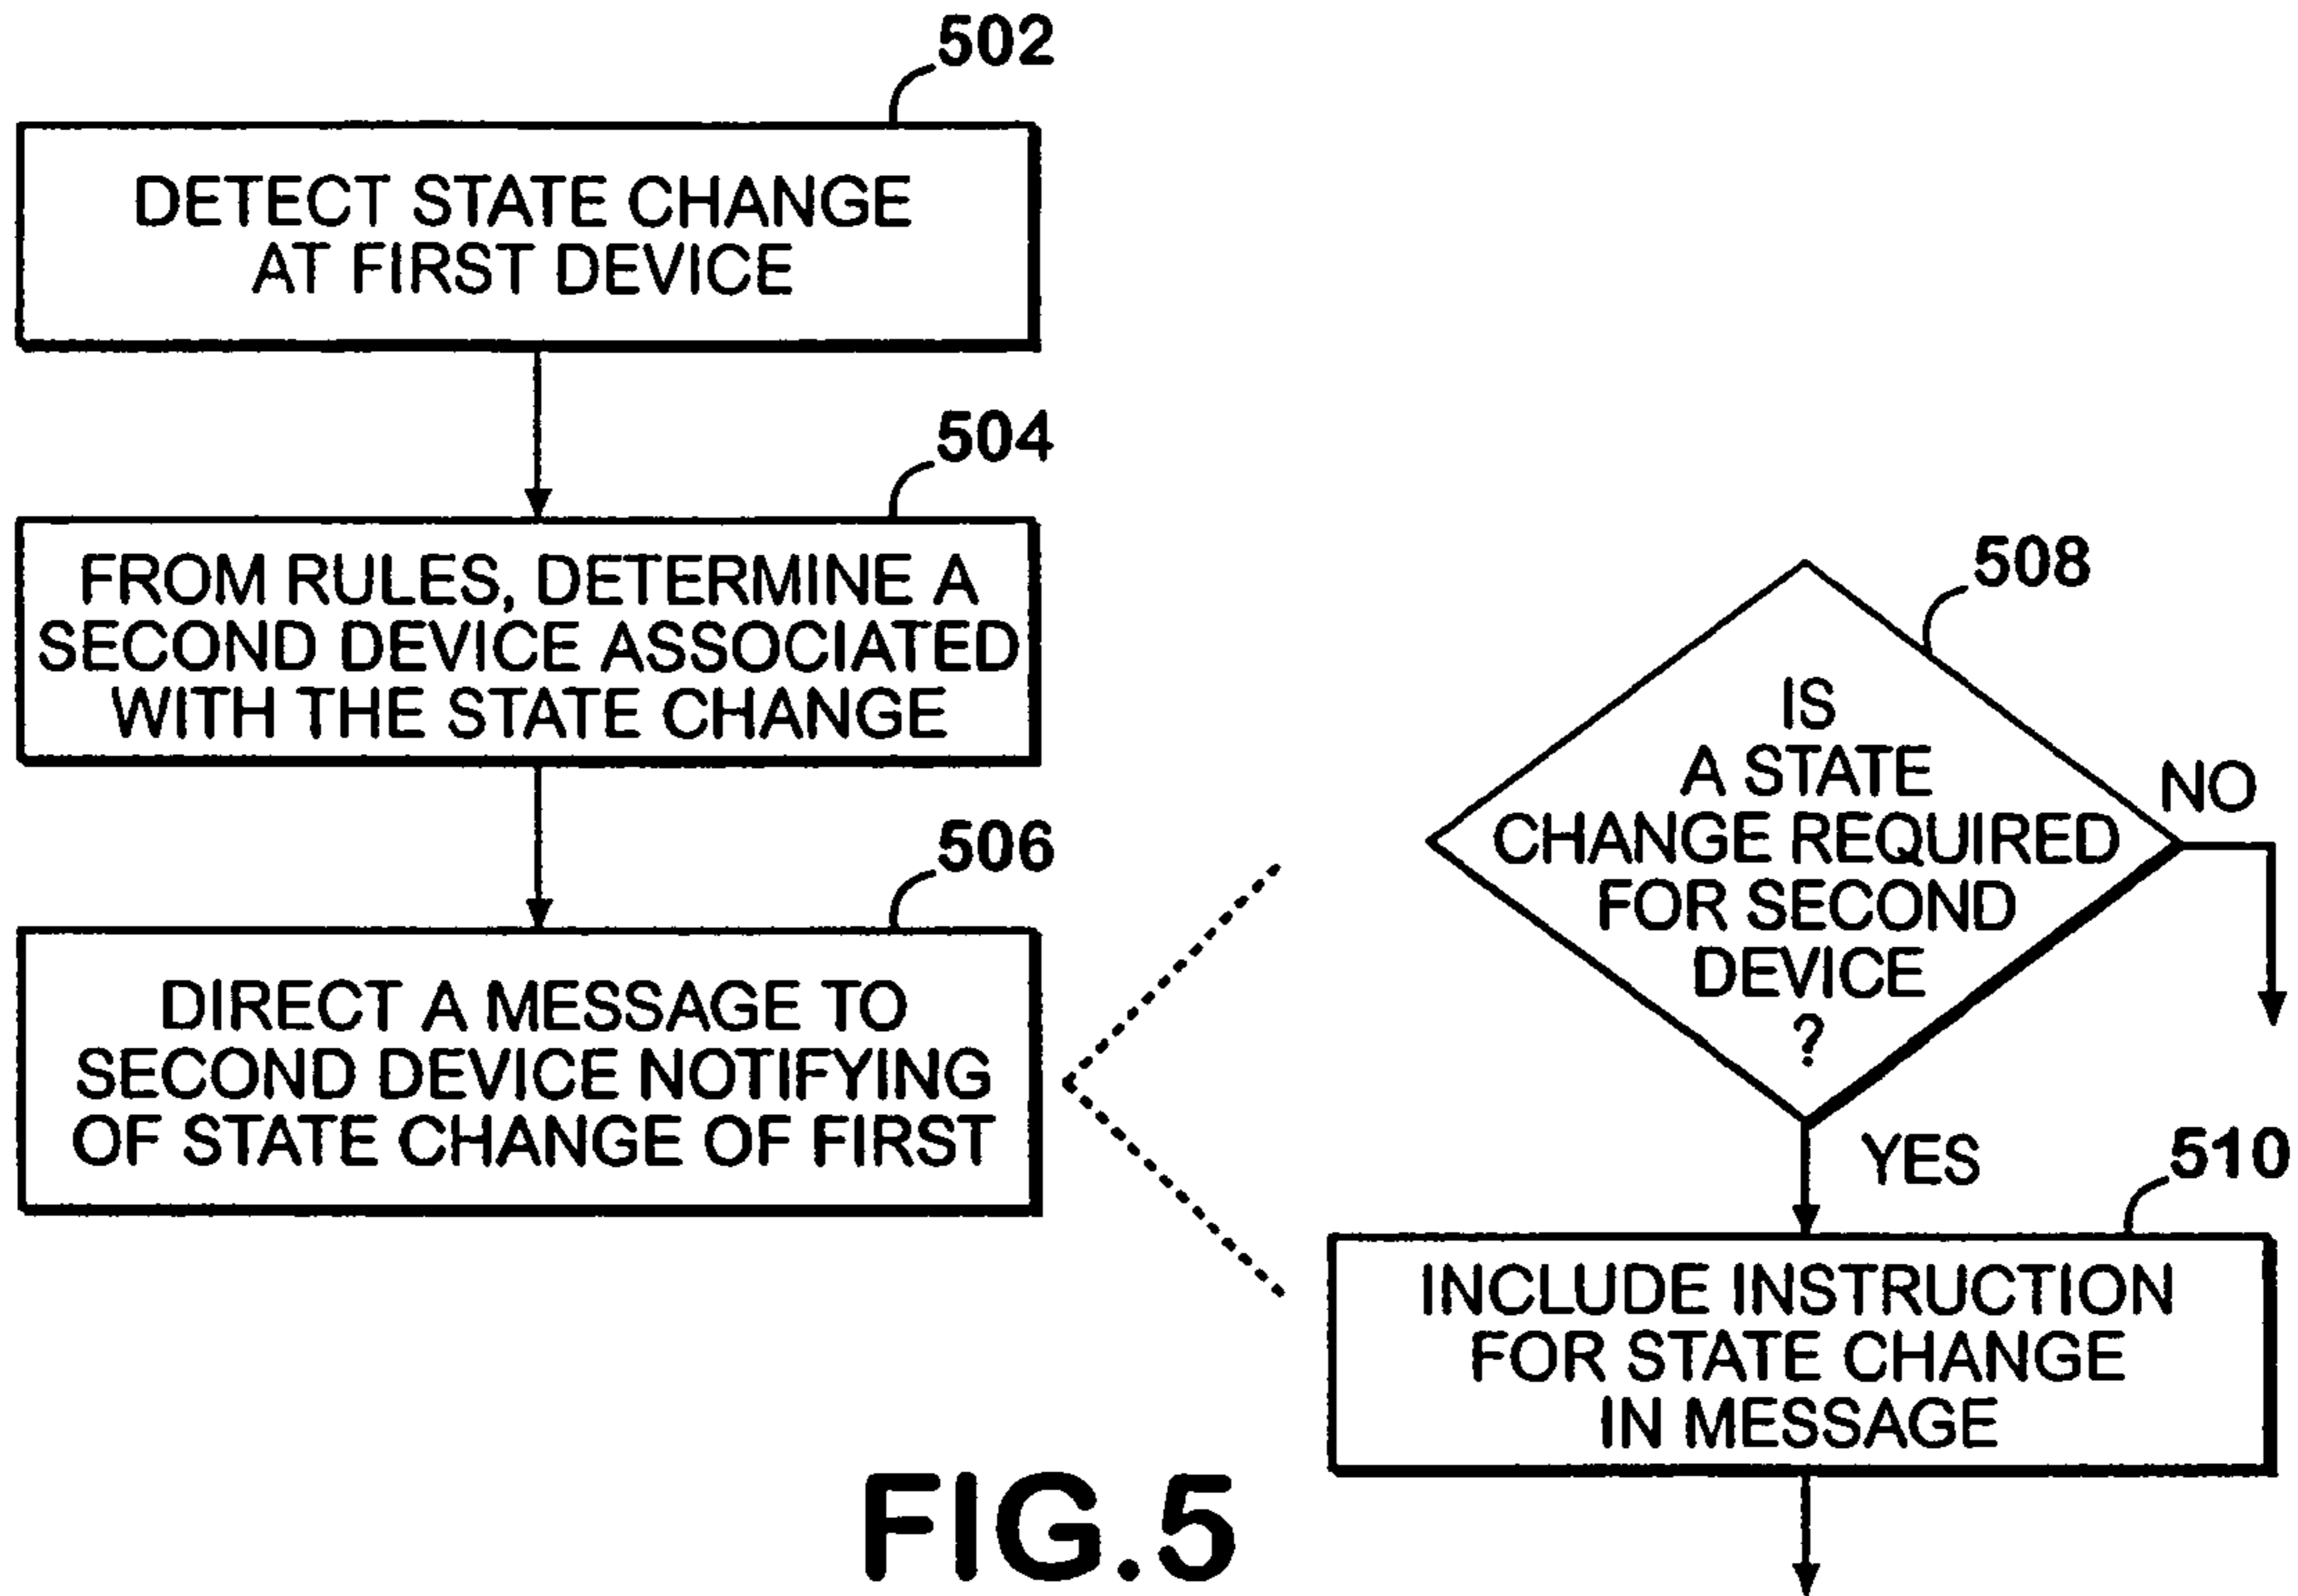 502
DETECT STATE CHANGE
AT FIRST DEVICE
504
FROM RULES, DETERMINE A
SECOND DEVICE ASSOCIATED
WITH THE STATE CHANGE
506
DIRECT A MESSAGE TO
SECOND DEVICE NOTIFYING
OF STATE CHANGE OF FIRST
508
IS
A STATE
CHANGE REQUIRED
FOR SECOND
DEVICE
?
NO
YES
510
INCLUDE INSTRUCTION
FOR STATE CHANGE
IN MESSAGE
FIG.5